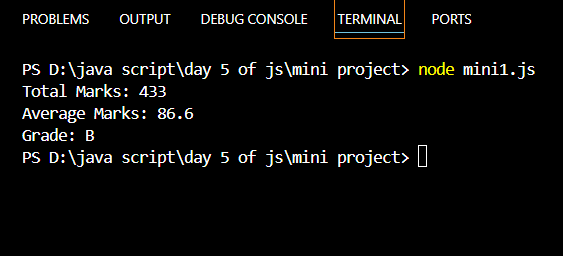 PROBLEMS OUTPUT DEBUG CONSOLE TERMINAL PORTS
PS D:\java script\day 5 of js\mini project> node mini1.js
Total Marks: 433
Average Marks: 86.6
Grade: B
PS D:\java script\day 5 of js\mini project>